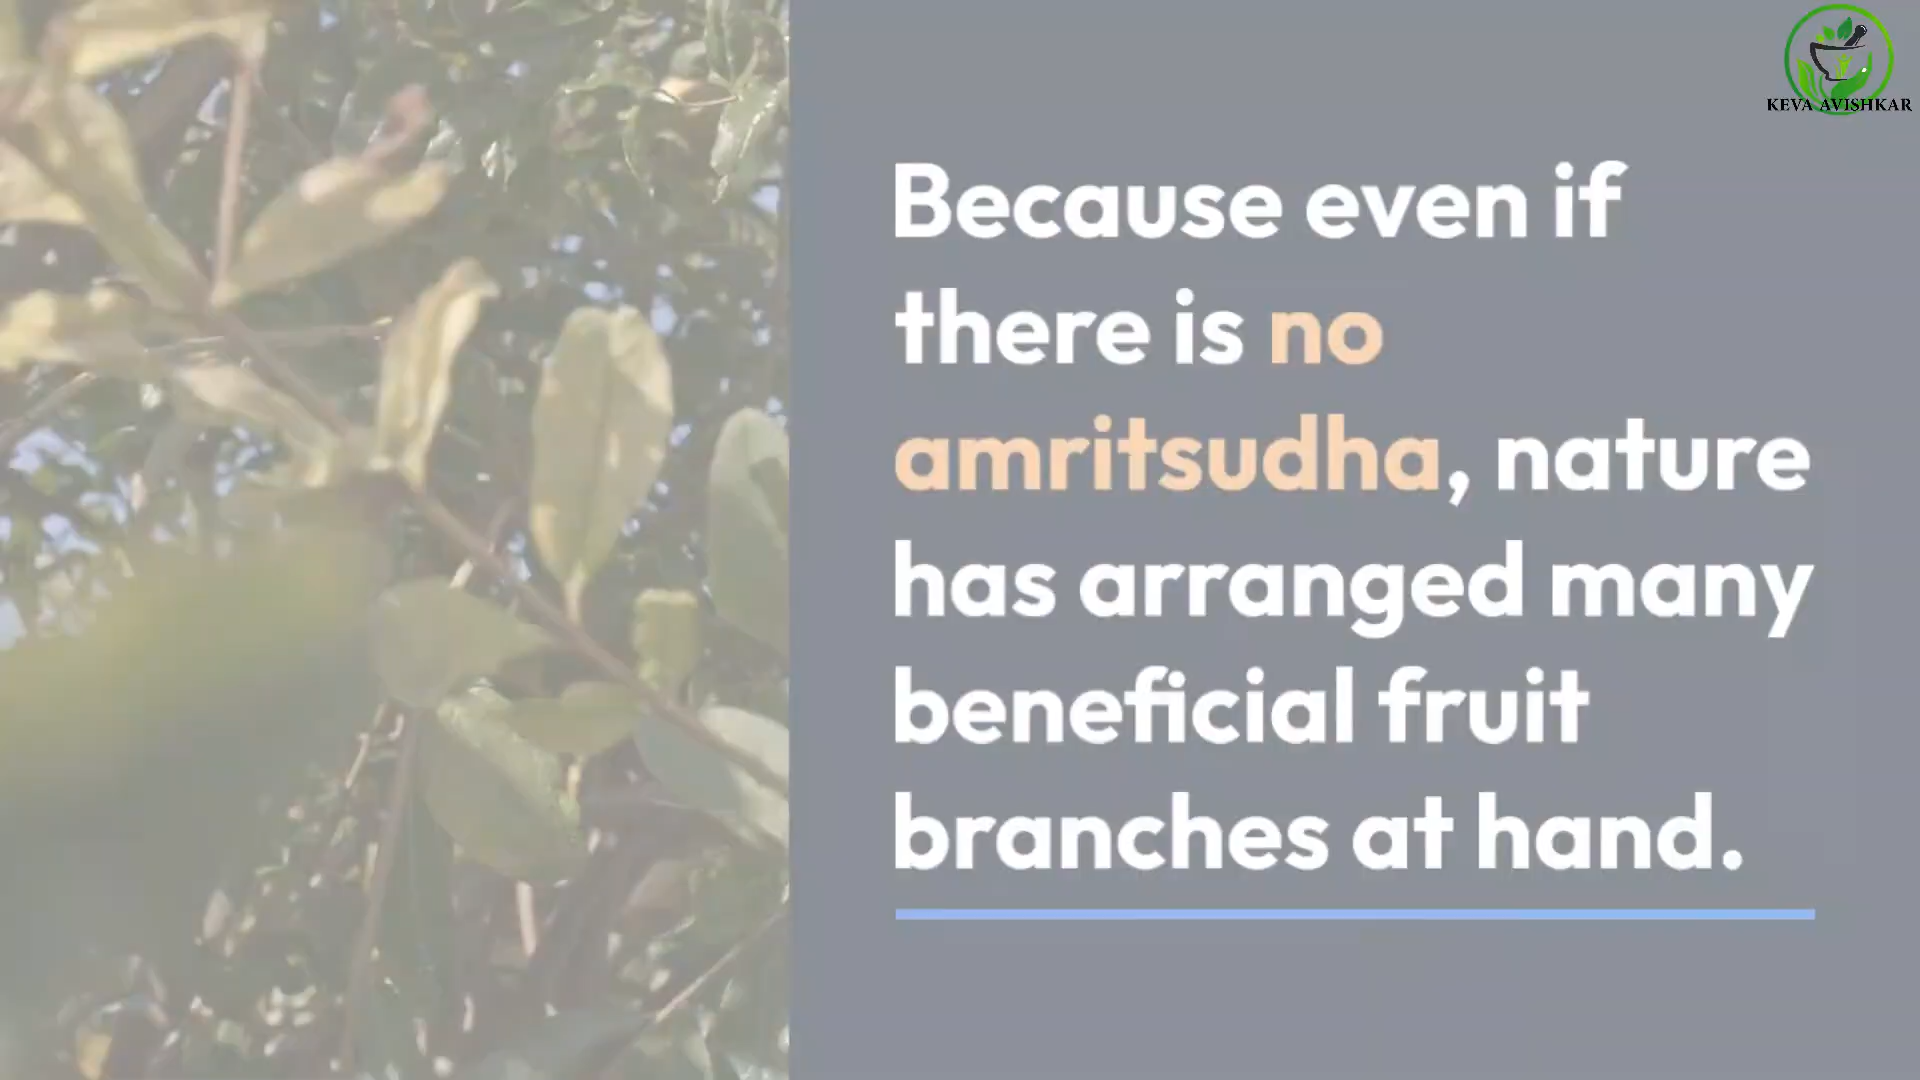 KEVA AVISHKAR
Because even if
there is no
amritsudha, nature
has arranged many
beneficial fruit
branches at hand.